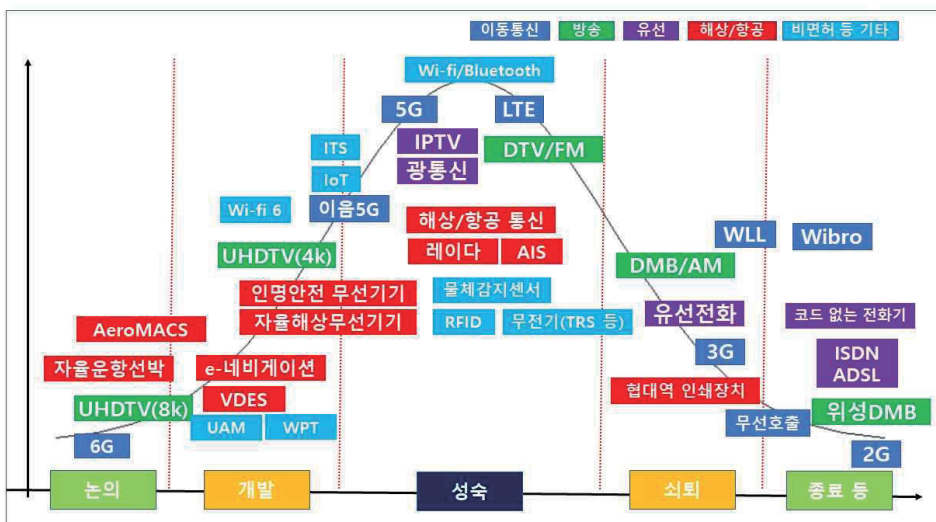 이동통신
방송
유선
해상/항공
비면허 등 기타
Wi-fi/Bluetooth
5G
LTE
IPTV
광통신
DTV/FM
ITS
IoT
Wi-fi 6
이음5G
해상/항공 통신
레이다
AIS
WLL
Wibro
UHDTV(4k)
DMB/AM
인명안전 무선기기
자율해상무선기기
물체감지센서
RFID
무전기(TRS 등)
유선전화
코드 없는 전화기
AeroMACS
3G
ISDN
ADSL
자율운항선박
e-네비게이션
협대역 인쇄장치
VDES
UHDTV(8k)
UAM
WPT
무선호출
위성DMB
6G
2G
논의
개발
성숙
쇠퇴
종료 등